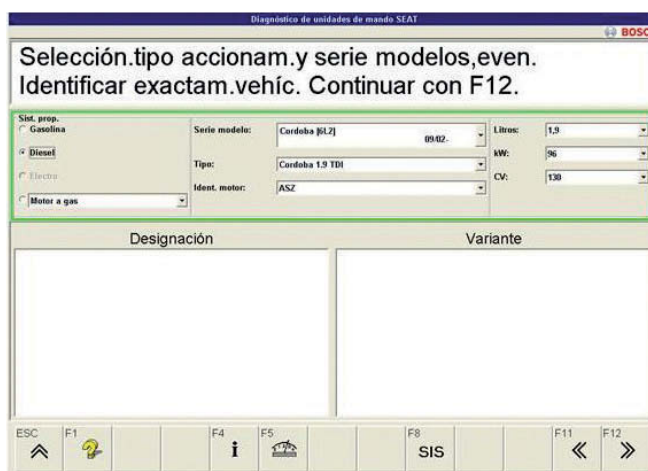 Diagnóstico de unidades de mando SEAT
BOSCH
Selección.tipo accionam.y serie modelos,even.
Identificar exactam.vehíc. Continuar con F12.
Sist. prop.
Gasolina
Diesel
Electro
Motor a gas
Serie modelo: Cordoba [6L2] 09/02-
Tipo: Cordoba 1.9 TDI
Ident. motor: ASZ
Litros: 1,9
kW: 96
CV: 130
Designación Variante
ESC F1 F4 F5 F8 F11 F12
i SIS